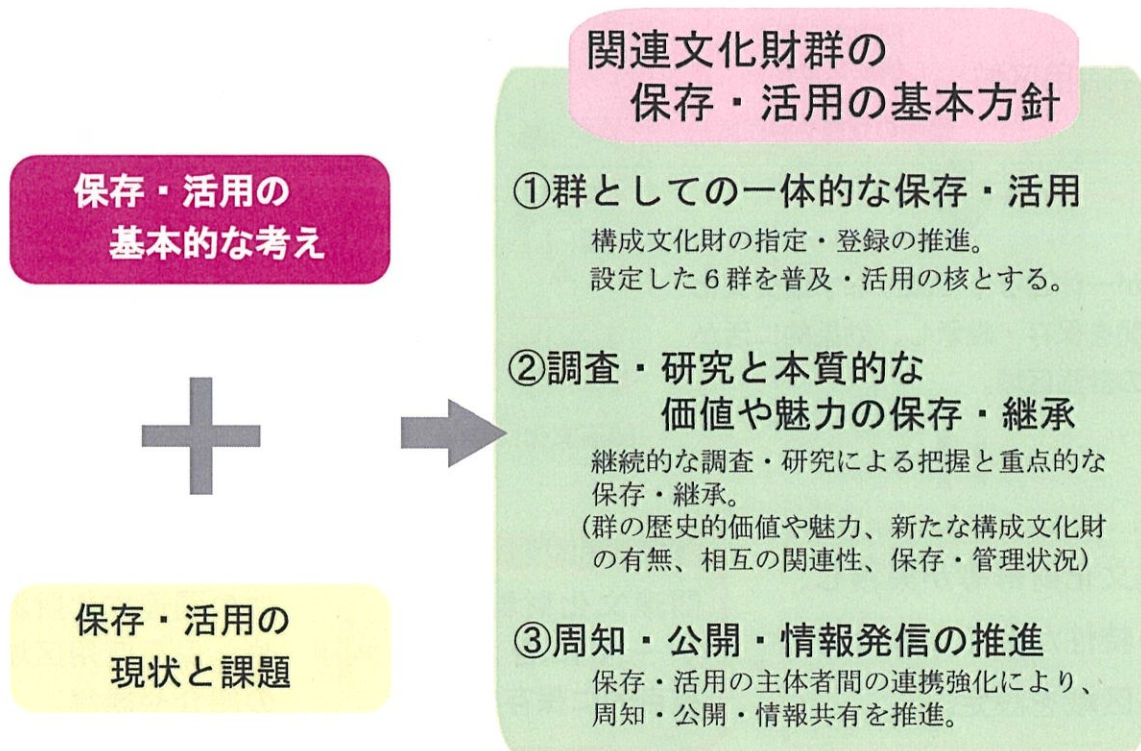 保存・活用の
基本的な考え
保存・活用の
現状と課題
関連文化財群の
保存・活用の基本方針
①群としての一体的な保存・活用
構成文化財の指定・登録の推進。
設定した6群を普及・活用の核とする。
②調査・研究と本質的な
価値や魅力の保存・継承
継続的な調査・研究による把握と重点的な
保存・継承。
(群の歴史的価値や魅力、新たな構成文化財
の有無、相互の関連性、保存・管理状況)
③周知・公開・情報発信の推進
保存・活用の主体者間の連携強化により、
周知・公開・情報共有を推進。